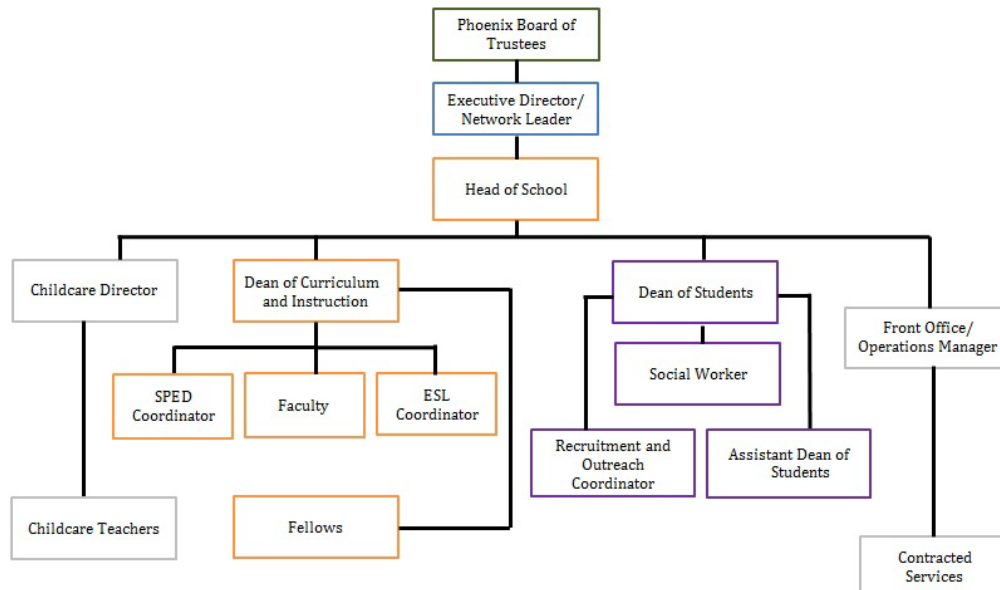 Phoenix Board of
Trustees
Executive Director/
Network Leader
Head of School
Childcare Director
Dean of Curriculum
and Instruction
Dean of Students
Front Office/
Operations Manager
SPED
Coordinator
Faculty
ESL
Coordinator
Social Worker
Recruitment and
Outreach
Coordinator
Assistant Dean of
Students
Childcare Teachers
Fellows
Contracted
Services